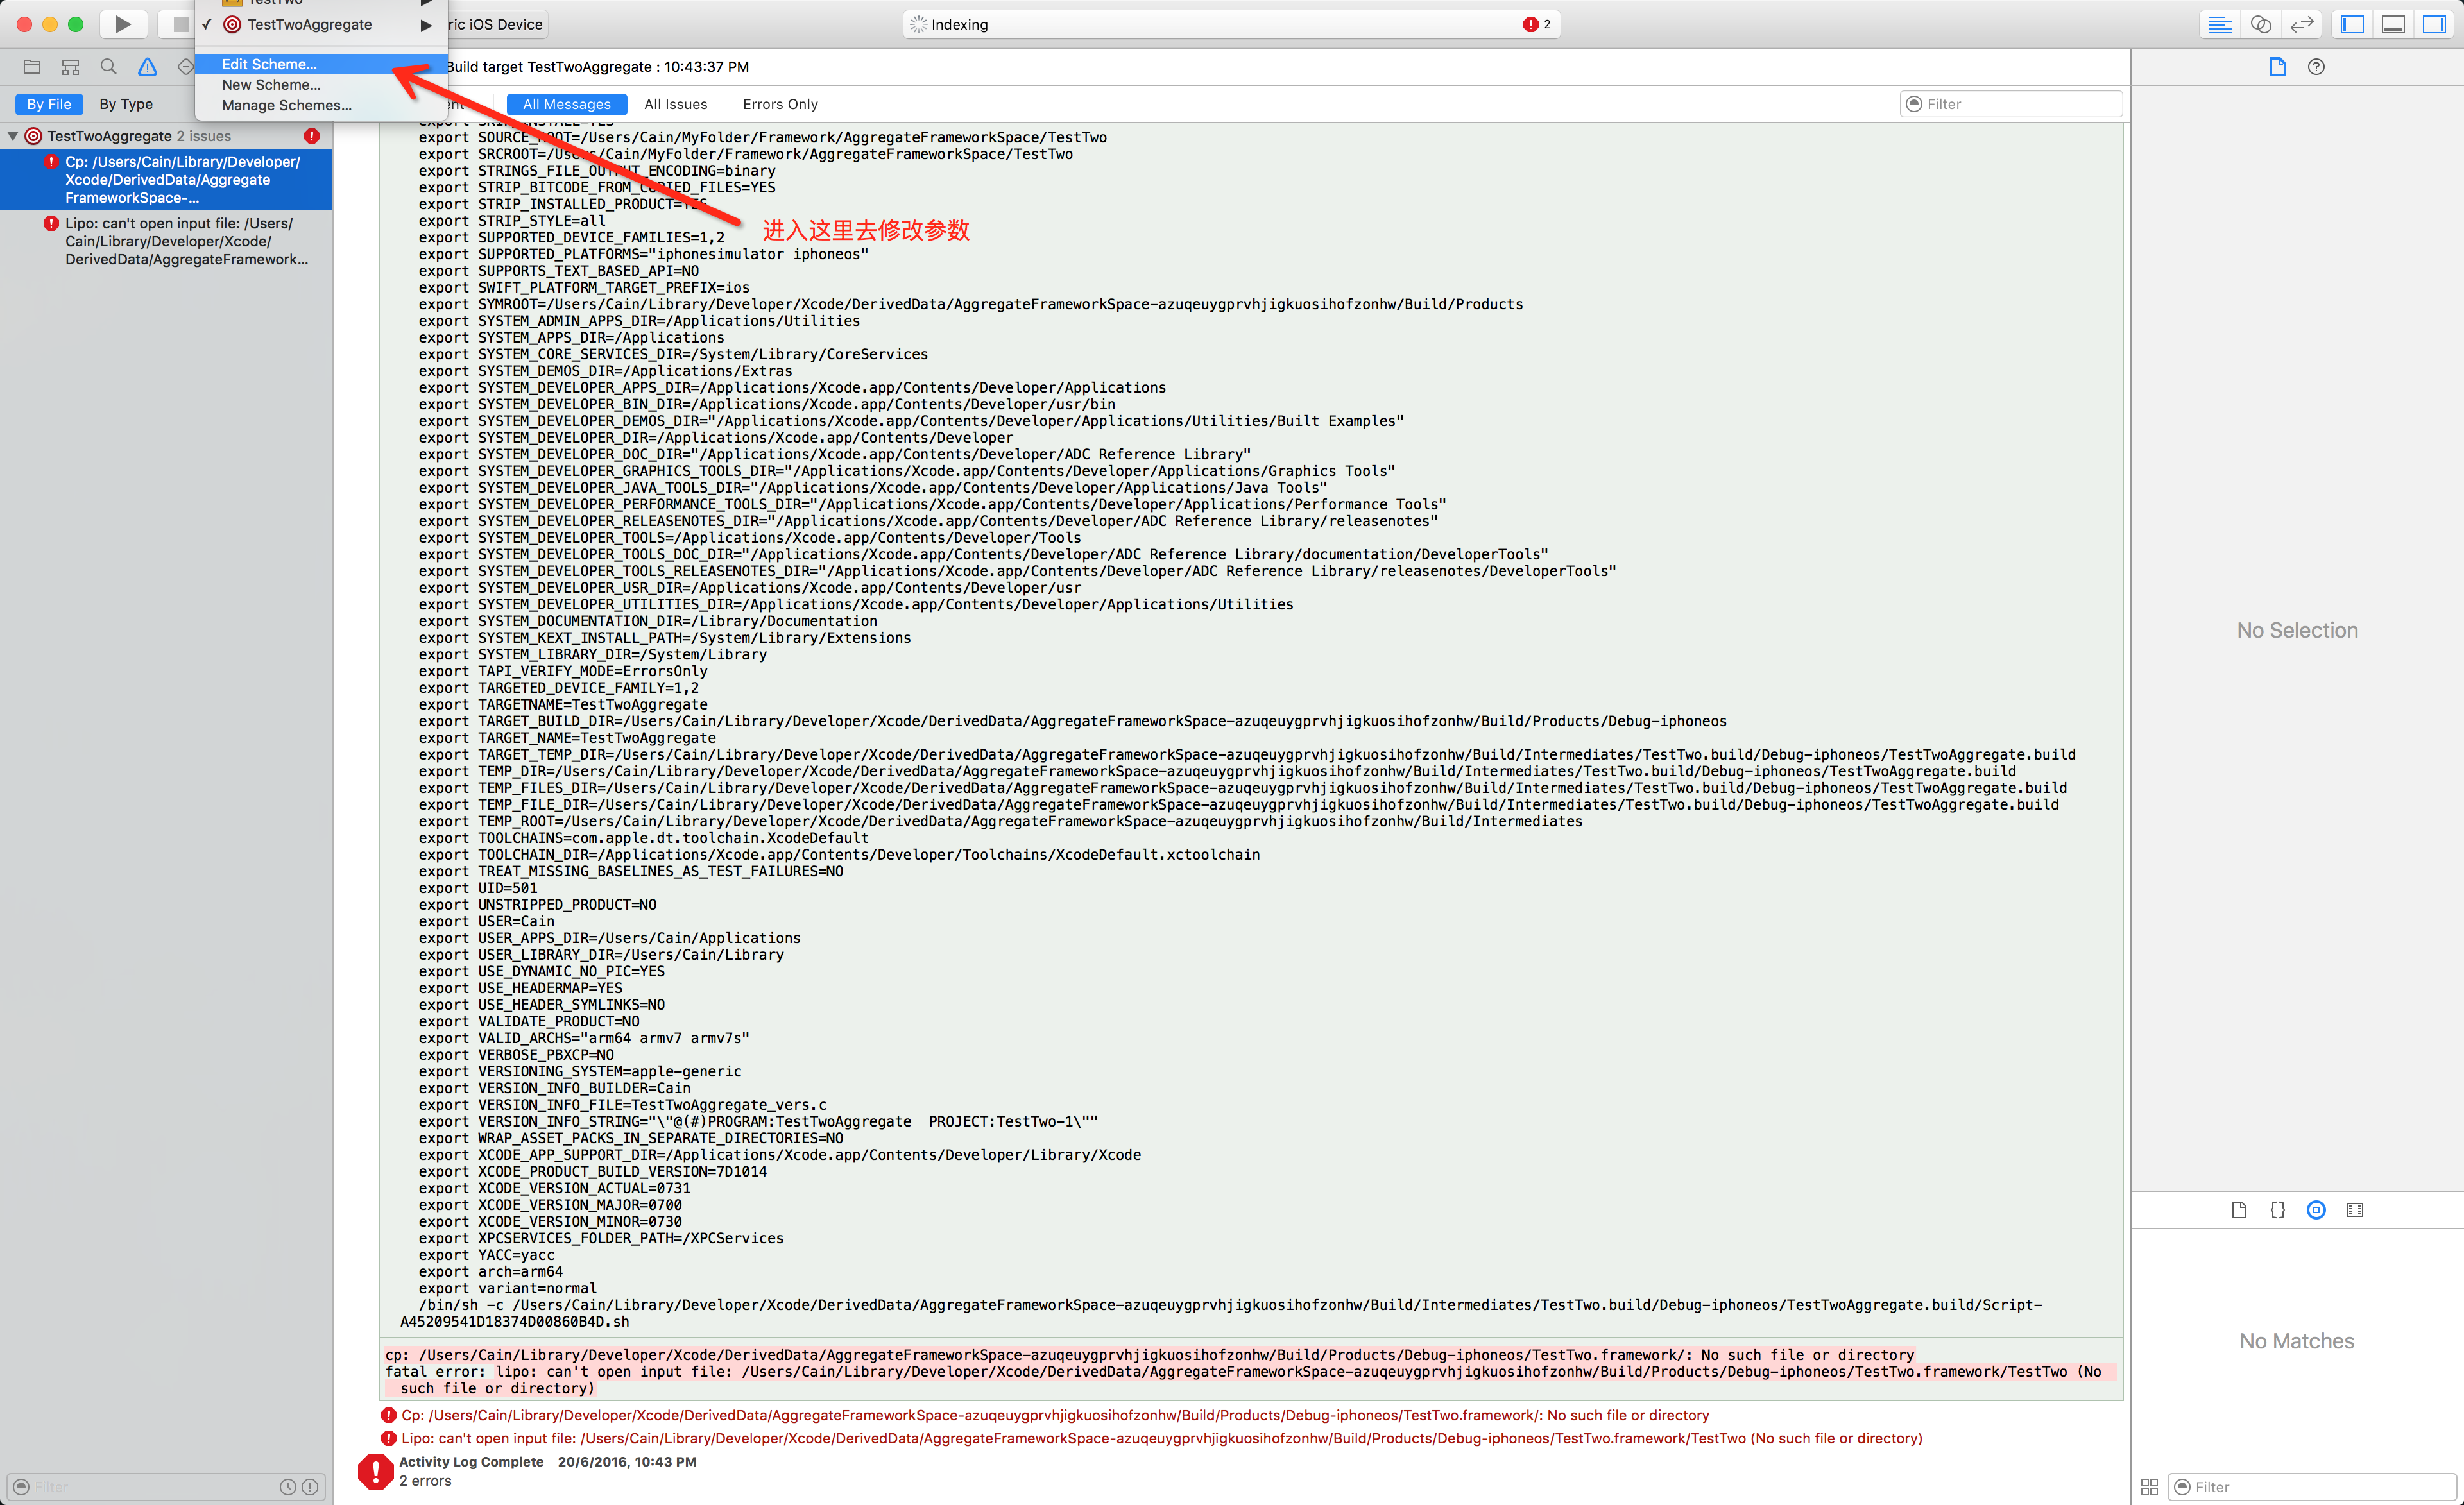 TestTwo
TestTwoAggregate
ric iOS Device
Indexing
2
Edit Scheme...
New Scheme...
Manage Schemes...
Build target TestTwoAggregate : 10:43:37 PM
By File
By Type
All Messages
All Issues
Errors Only
Filter
TestTwoAggregate 2 issues
Cp: /Users/Cain/Library/Developer/
Xcode/DerivedData/Aggregate
FrameworkSpace-...
Lipo: can't open input file: /Users/
Cain/Library/Developer/Xcode/
DerivedData/AggregateFramework...
进入这里去修改参数
export SKIP_INSTALL=YES
export SOURCE_ROOT=/Users/Cain/MyFolder/Framework/AggregateFrameworkSpace/TestTwo
export SRCROOT=/Users/Cain/MyFolder/Framework/AggregateFrameworkSpace/TestTwo
export STRINGS_FILE_OUTPUT_ENCODING=binary
export STRIP_BITCODE_FROM_COPIED_FILES=YES
export STRIP_INSTALLED_PRODUCT=YES
export STRIP_STYLE=all
export SUPPORTED_DEVICE_FAMILIES=1,2
export SUPPORTED_PLATFORMS="iphonesimulator iphoneos"
export SUPPORTS_TEXT_BASED_API=NO
export SWIFT_PLATFORM_TARGET_PREFIX=ios
export SYMROOT=/Users/Cain/Library/Developer/Xcode/DerivedData/AggregateFrameworkSpace-azuqeuygprvhjigkuosihofzonhw/Build/Products
export SYSTEM_ADMIN_APPS_DIR=/Applications/Utilities
export SYSTEM_APPS_DIR=/Applications
export SYSTEM_CORE_SERVICES_DIR=/System/Library/CoreServices
export SYSTEM_DEMOS_DIR=/Applications/Extras
export SYSTEM_DEVELOPER_APPS_DIR=/Applications/Xcode.app/Contents/Developer/Applications
export SYSTEM_DEVELOPER_BIN_DIR=/Applications/Xcode.app/Contents/Developer/usr/bin
export SYSTEM_DEVELOPER_DEMOS_DIR="/Applications/Xcode.app/Contents/Developer/Applications/Utilities/Built Examples"
export SYSTEM_DEVELOPER_DIR=/Applications/Xcode.app/Contents/Developer
export SYSTEM_DEVELOPER_DOC_DIR="/Applications/Xcode.app/Contents/Developer/ADC Reference Library"
export SYSTEM_DEVELOPER_GRAPHICS_TOOLS_DIR="/Applications/Xcode.app/Contents/Developer/Applications/Graphics Tools"
export SYSTEM_DEVELOPER_JAVA_TOOLS_DIR="/Applications/Xcode.app/Contents/Developer/Applications/Java Tools"
export SYSTEM_DEVELOPER_PERFORMANCE_TOOLS_DIR="/Applications/Xcode.app/Contents/Developer/Applications/Performance Tools"
export SYSTEM_DEVELOPER_RELEASENOTES_DIR="/Applications/Xcode.app/Contents/Developer/ADC Reference Library/releasenotes"
export SYSTEM_DEVELOPER_TOOLS=/Applications/Xcode.app/Contents/Developer/Tools
export SYSTEM_DEVELOPER_TOOLS_DOC_DIR="/Applications/Xcode.app/Contents/Developer/ADC Reference Library/documentation/DeveloperTools"
export SYSTEM_DEVELOPER_TOOLS_RELEASENOTES_DIR="/Applications/Xcode.app/Contents/Developer/ADC Reference Library/releasenotes/DeveloperTools"
export SYSTEM_DEVELOPER_USR_DIR=/Applications/Xcode.app/Contents/Developer/usr
export SYSTEM_DEVELOPER_UTILITIES_DIR=/Applications/Xcode.app/Contents/Developer/Applications/Utilities
export SYSTEM_DOCUMENTATION_DIR=/Library/Documentation
export SYSTEM_KEXT_INSTALL_PATH=/System/Library/Extensions
export SYSTEM_LIBRARY_DIR=/System/Library
export TAPI_VERIFY_MODE=ErrorsOnly
export TARGETED_DEVICE_FAMILY=1,2
export TARGETNAME=TestTwoAggregate
export TARGET_BUILD_DIR=/Users/Cain/Library/Developer/Xcode/DerivedData/AggregateFrameworkSpace-azuqeuygprvhjigkuosihofzonhw/Build/Products/Debug-iphoneos
export TARGET_NAME=TestTwoAggregate
export TARGET_TEMP_DIR=/Users/Cain/Library/Developer/Xcode/DerivedData/AggregateFrameworkSpace-azuqeuygprvhjigkuosihofzonhw/Build/Intermediates/TestTwo.build/Debug-iphoneos/TestTwoAggregate.build
export TEMP_DIR=/Users/Cain/Library/Developer/Xcode/DerivedData/AggregateFrameworkSpace-azuqeuygprvhjigkuosihofzonhw/Build/Intermediates/TestTwo.build/Debug-iphoneos/TestTwoAggregate.build
export TEMP_FILES_DIR=/Users/Cain/Library/Developer/Xcode/DerivedData/AggregateFrameworkSpace-azuqeuygprvhjigkuosihofzonhw/Build/Intermediates/TestTwo.build/Debug-iphoneos/TestTwoAggregate.build
export TEMP_FILE_DIR=/Users/Cain/Library/Developer/Xcode/DerivedData/AggregateFrameworkSpace-azuqeuygprvhjigkuosihofzonhw/Build/Intermediates/TestTwo.build/Debug-iphoneos/TestTwoAggregate.build
export TEMP_ROOT=/Users/Cain/Library/Developer/Xcode/DerivedData/AggregateFrameworkSpace-azuqeuygprvhjigkuosihofzonhw/Build/Intermediates
export TOOLCHAINS=com.apple.dt.toolchain.XcodeDefault
export TOOLCHAIN_DIR=/Applications/Xcode.app/Contents/Developer/Toolchains/XcodeDefault.xctoolchain
export TREAT_MISSING_BASELINES_AS_TEST_FAILURES=NO
export UID=501
export UNSTRIPPED_PRODUCT=NO
export USER=Cain
export USER_APPS_DIR=/Users/Cain/Applications
export USER_LIBRARY_DIR=/Users/Cain/Library
export USE_DYNAMIC_NO_PIC=YES
export USE_HEADERMAP=YES
export USE_HEADER_SYMLINKS=NO
export VALIDATE_PRODUCT=NO
export VALID_ARCHS="arm64 armv7 armv7s"
export VERBOSE_PBXCP=NO
export VERSIONING_SYSTEM=apple-generic
export VERSION_INFO_BUILDER=Cain
export VERSION_INFO_FILE=TestTwoAggregate_vers.c
export VERSION_INFO_STRING="\"@(#)PROGRAM:TestTwoAggregate  PROJECT:TestTwo-1\""
export WRAP_ASSET_PACKS_IN_SEPARATE_DIRECTORIES=NO
export XCODE_APP_SUPPORT_DIR=/Applications/Xcode.app/Contents/Developer/Library/Xcode
export XCODE_PRODUCT_BUILD_VERSION=7D1014
export XCODE_VERSION_ACTUAL=0731
export XCODE_VERSION_MAJOR=0700
export XCODE_VERSION_MINOR=0730
export XPCSERVICES_FOLDER_PATH=/XPCServices
export YACC=yacc
export arch=arm64
export variant=normal
/bin/sh -c /Users/Cain/Library/Developer/Xcode/DerivedData/AggregateFrameworkSpace-azuqeuygprvhjigkuosihofzonhw/Build/Intermediates/TestTwo.build/Debug-iphoneos/TestTwoAggregate.build/Script-
A45209541D18374D00860B4D.sh
cp: /Users/Cain/Library/Developer/Xcode/DerivedData/AggregateFrameworkSpace-azuqeuygprvhjigkuosihofzonhw/Build/Products/Debug-iphoneos/TestTwo.framework/: No such file or directory
fatal error: lipo: can't open input file: /Users/Cain/Library/Developer/Xcode/DerivedData/AggregateFrameworkSpace-azuqeuygprvhjigkuosihofzonhw/Build/Products/Debug-iphoneos/TestTwo.framework/TestTwo (No
such file or directory)
Cp: /Users/Cain/Library/Developer/Xcode/DerivedData/AggregateFrameworkSpace-azuqeuygprvhjigkuosihofzonhw/Build/Products/Debug-iphoneos/TestTwo.framework/: No such file or directory
Lipo: can't open input file: /Users/Cain/Library/Developer/Xcode/DerivedData/AggregateFrameworkSpace-azuqeuygprvhjigkuosihofzonhw/Build/Products/Debug-iphoneos/TestTwo.framework/TestTwo (No such file or directory)
Activity Log Complete 20/6/2016, 10:43 PM
2 errors
Filter
No Selection
No Matches
Filter